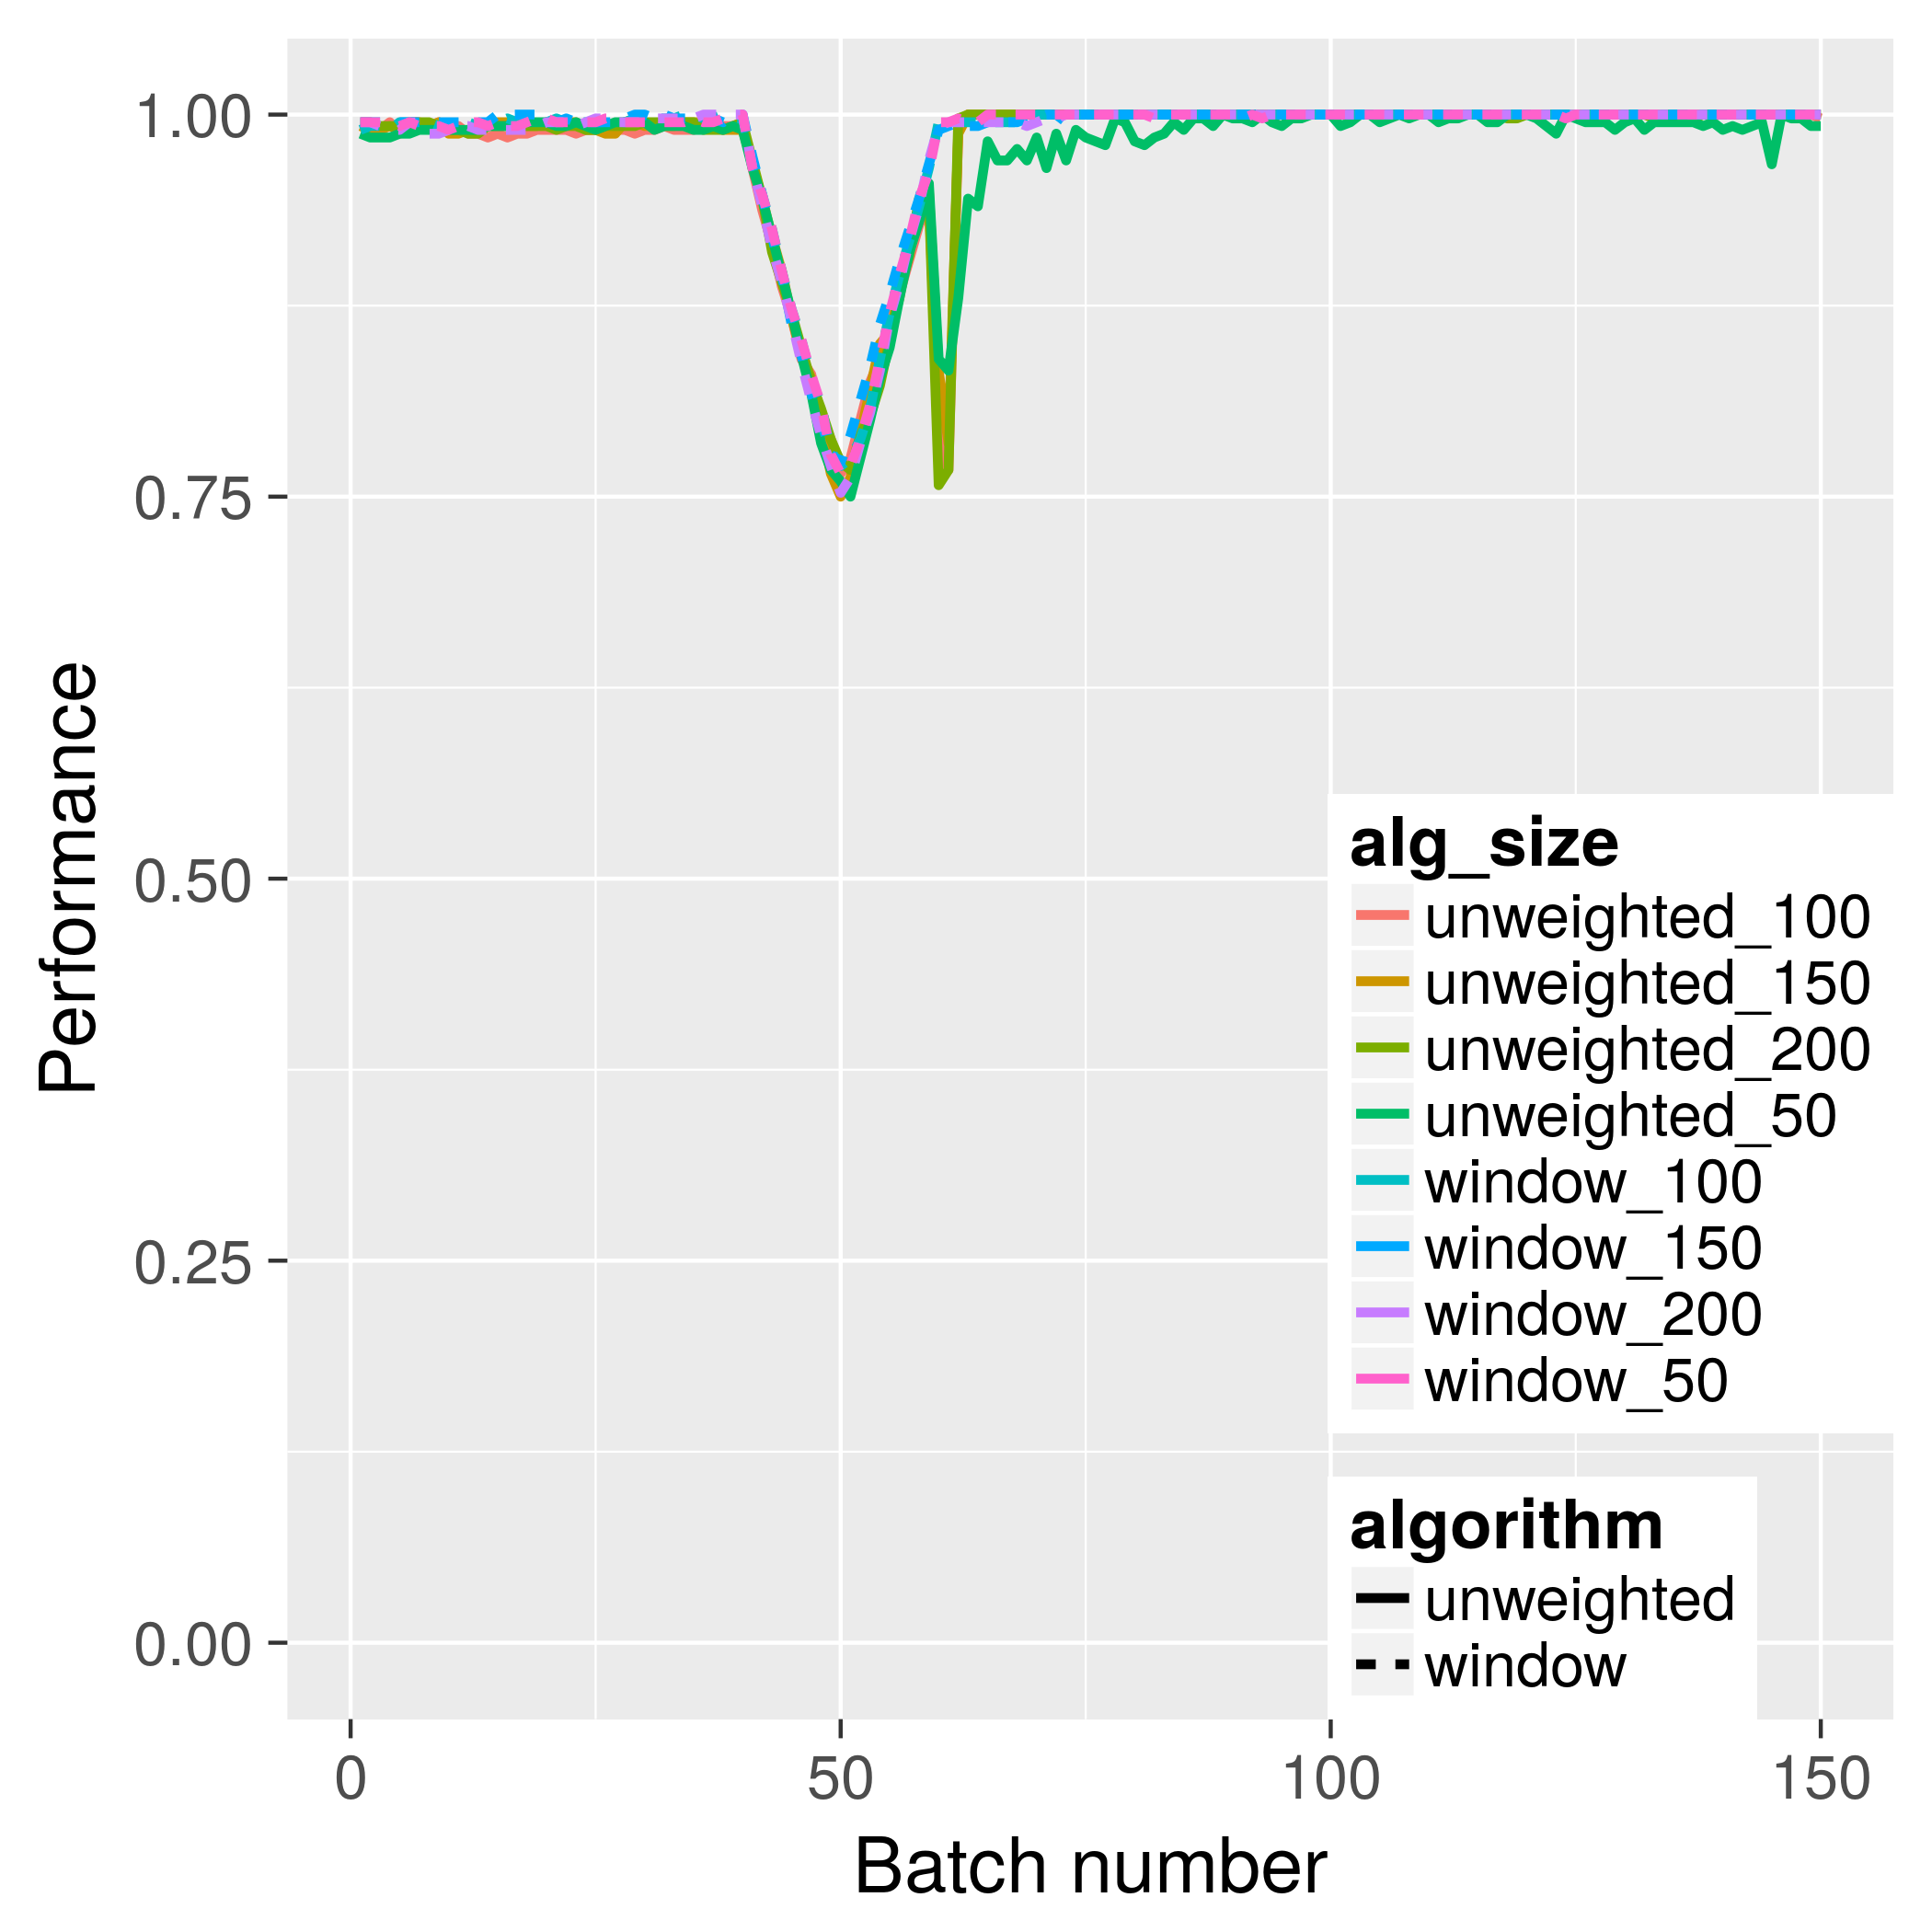 1.00
0.75
0.50
0.25
0.00
Performance
0
50
100
150
Batch number
alg_size
unweighted_100
unweighted_150
unweighted_200
unweighted_50
window_100
window_150
window_200
window_50
algorithm
unweighted
window